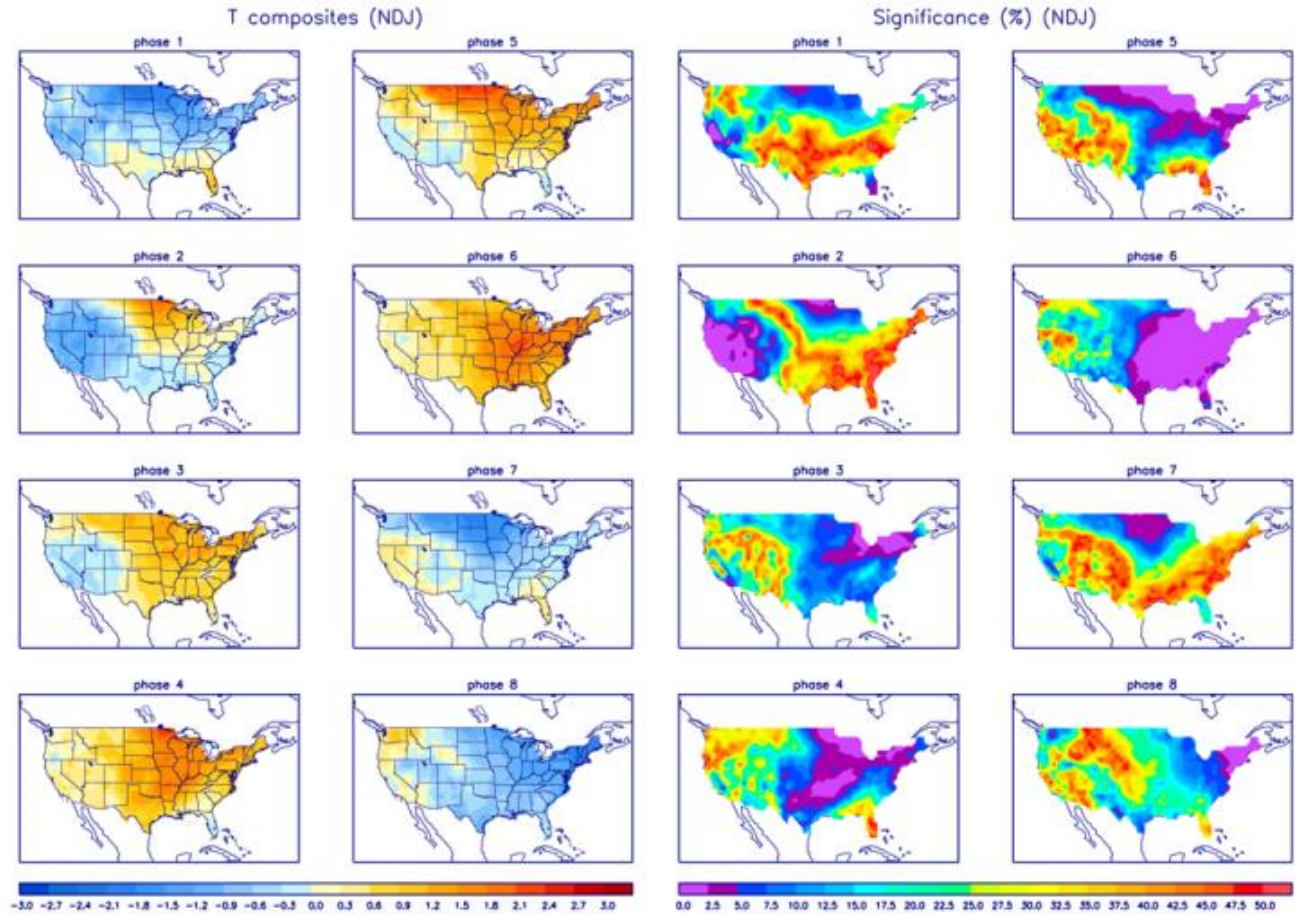 T composites (NDJ) Significance (%) (NDJ)
phase 1 phase 5 phase 1 phase 5
phase 2 phase 6 phase 2 phase 6
phase 3 phase 7 phase 3 phase 7
phase 4 phase 8 phase 4 phase 8
-3.0 -2.7 -2.4 -2.1 -1.8 -1.5 -1.2 -0.9 -0.6 -0.3 0.0 0.3 0.6 0.9 1.2 1.5 1.8 2.1 2.4 2.7 3.0 0.0 2.5 5.0 7.5 10.0 12.5 15.0 17.5 20.0 22.5 25.0 27.5 30.0 32.5 35.0 37.5 40.0 42.5 45.0 47.5 50.0